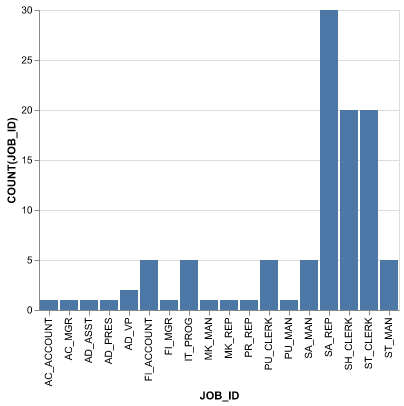 COUNT(JOB_ID)
30
25
20
15
10
5
0
AC_ACCOUNT
AC_MGR
AD_ASST
AD_PRES
AD_VP
FI_ACCOUNT
FI_MGR
IT_PROG
MK_MAN
MK_REP
PR_REP
PU_CLERK
PU_MAN
SA_MAN
SA_REP
SH_CLERK
ST_CLERK
ST_MAN
JOB_ID